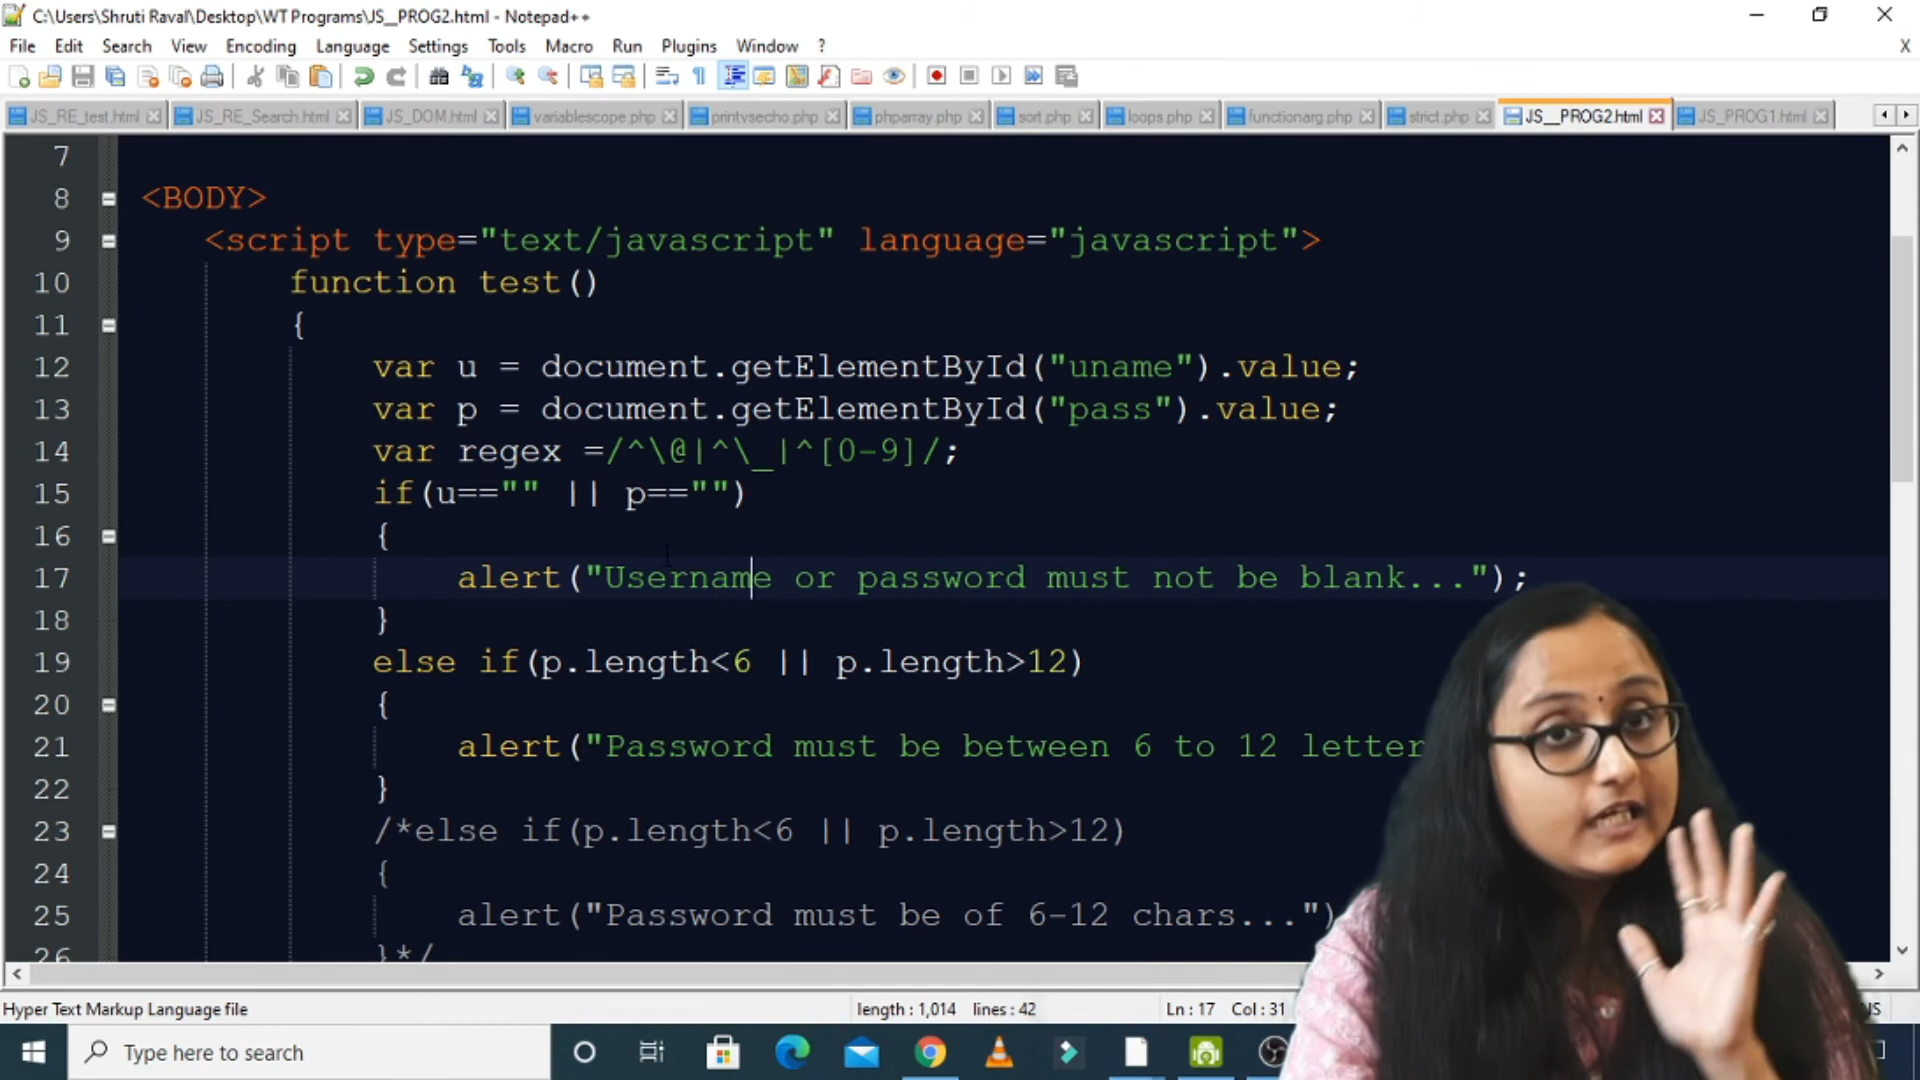 C:\Users\Shruti Raval\Desktop\WT Programs\JS__PROG2.html - Notepad++
File Edit Search View Encoding Language Settings Tools Macro Run Plugins Window ? X
JS_RE_test.html JS_RE_Search.html JS_DOM.html variablescope.php printvsecho.php phparray.php sort.php loops.php functionarg.php strict.php JS__PROG2.html JS_PROG1.html
7
8 <BODY>
9 <script type="text/javascript" language="javascript">
10 function test()
11 {
12 var u = document.getElementById("uname").value;
13 var p = document.getElementById("pass").value;
14 var regex =/^\@|^\_|^[0-9]/;
15 if(u=="" || p=="")
16 {
17 alert("Username or password must not be blank...");
18 }
19 else if(p.length<6 || p.length>12)
20 {
21 alert("Password must be between 6 to 12 letter
22 }
23 /*else if(p.length<6 || p.length>12)
24 {
25 alert("Password must be of 6-12 chars...")
26 }*/
Hyper Text Markup Language file length : 1,014 lines : 42 Ln : 17 Col : 31 NS
Type here to search